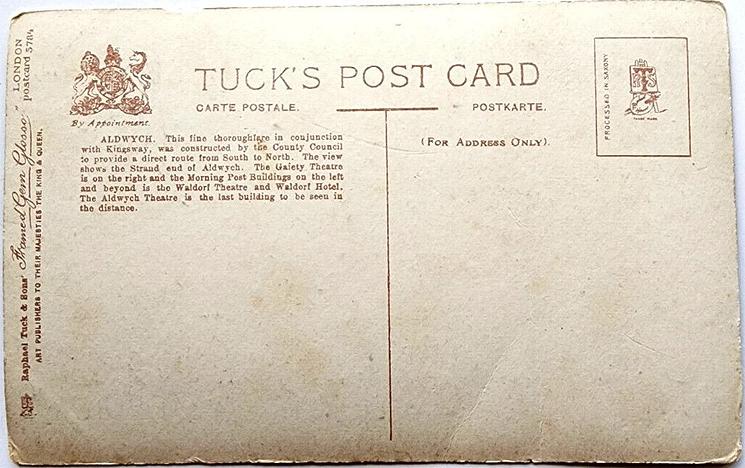 TUCK'S POST CARD
CARTE POSTALE.
POSTKARTE.
By Appointment.
(FOR ADDRESS ONLY).
PROCESSED IN SAXONY
TRADE MARK
ALDWYCH. This fine thoroughfare in conjunction
with Kingsway, was constructed by the County Council
to provide a direct route from South to North. The view
shows the Strand end of Aldwych. The Gaiety Theatre
is on the right and the Morning Post Buildings on the left
and beyond is the Waldorf Theatre and Waldorf Hotel.
The Aldwych Theatre is the last building to be seen in
the distance.
Raphael Tuck & Sons' "Framed Gem Glosso" LONDON
postcard 5784
ART PUBLISHERS TO THEIR MAJESTIES THE KING & QUEEN.